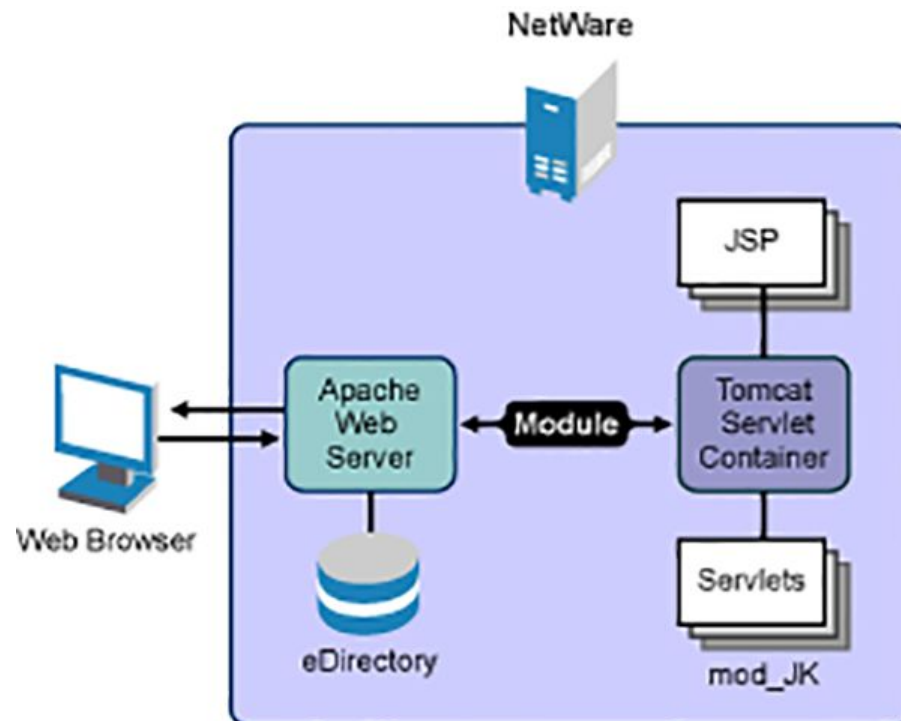 NetWare
JSP
Apache
Web
Server
Module
Tomcat
Servlet
Container
Web Browser
eDirectory
Servlets
mod_JK